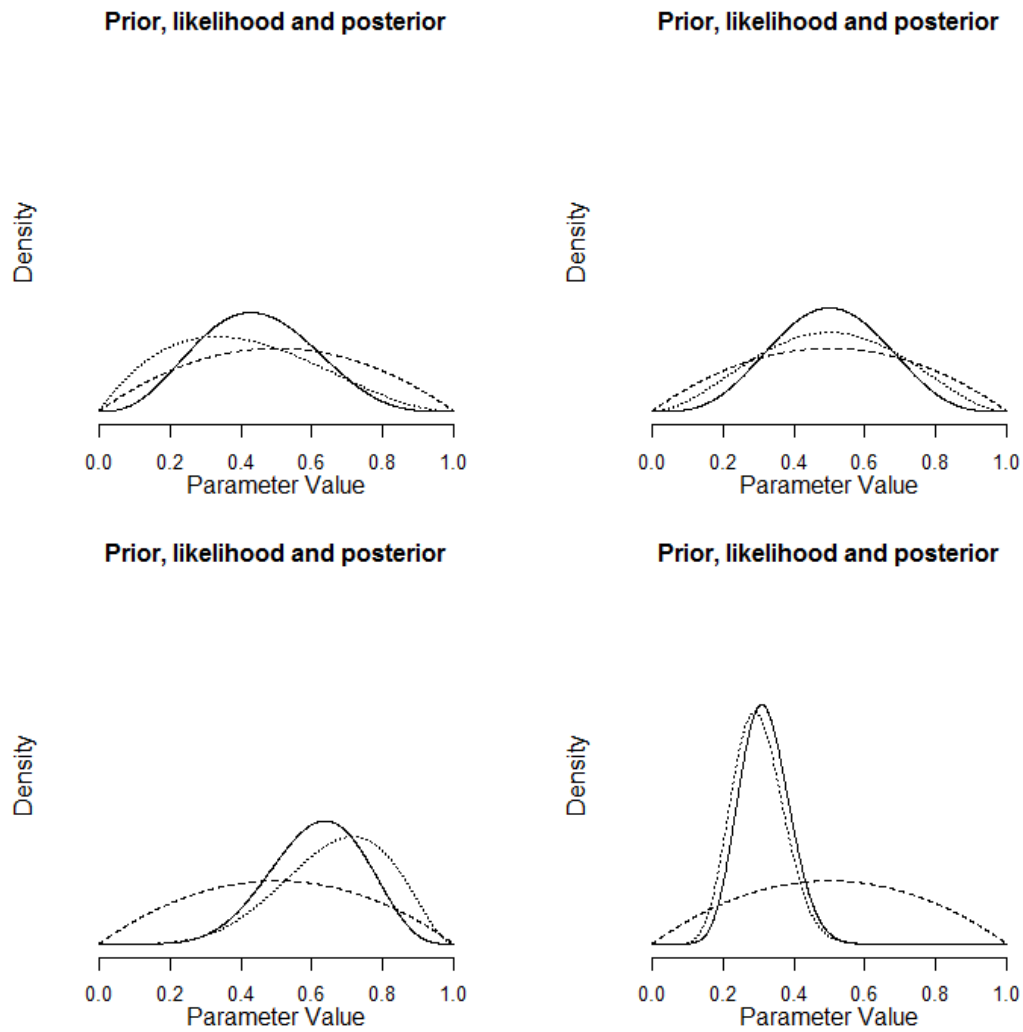 Prior, likelihood and posterior
Density
0.0 0.2 0.4 0.6 0.8 1.0
Parameter Value
Prior, likelihood and posterior
Density
0.0 0.2 0.4 0.6 0.8 1.0
Parameter Value
Prior, likelihood and posterior
Density
0.0 0.2 0.4 0.6 0.8 1.0
Parameter Value
Prior, likelihood and posterior
Density
0.0 0.2 0.4 0.6 0.8 1.0
Parameter Value